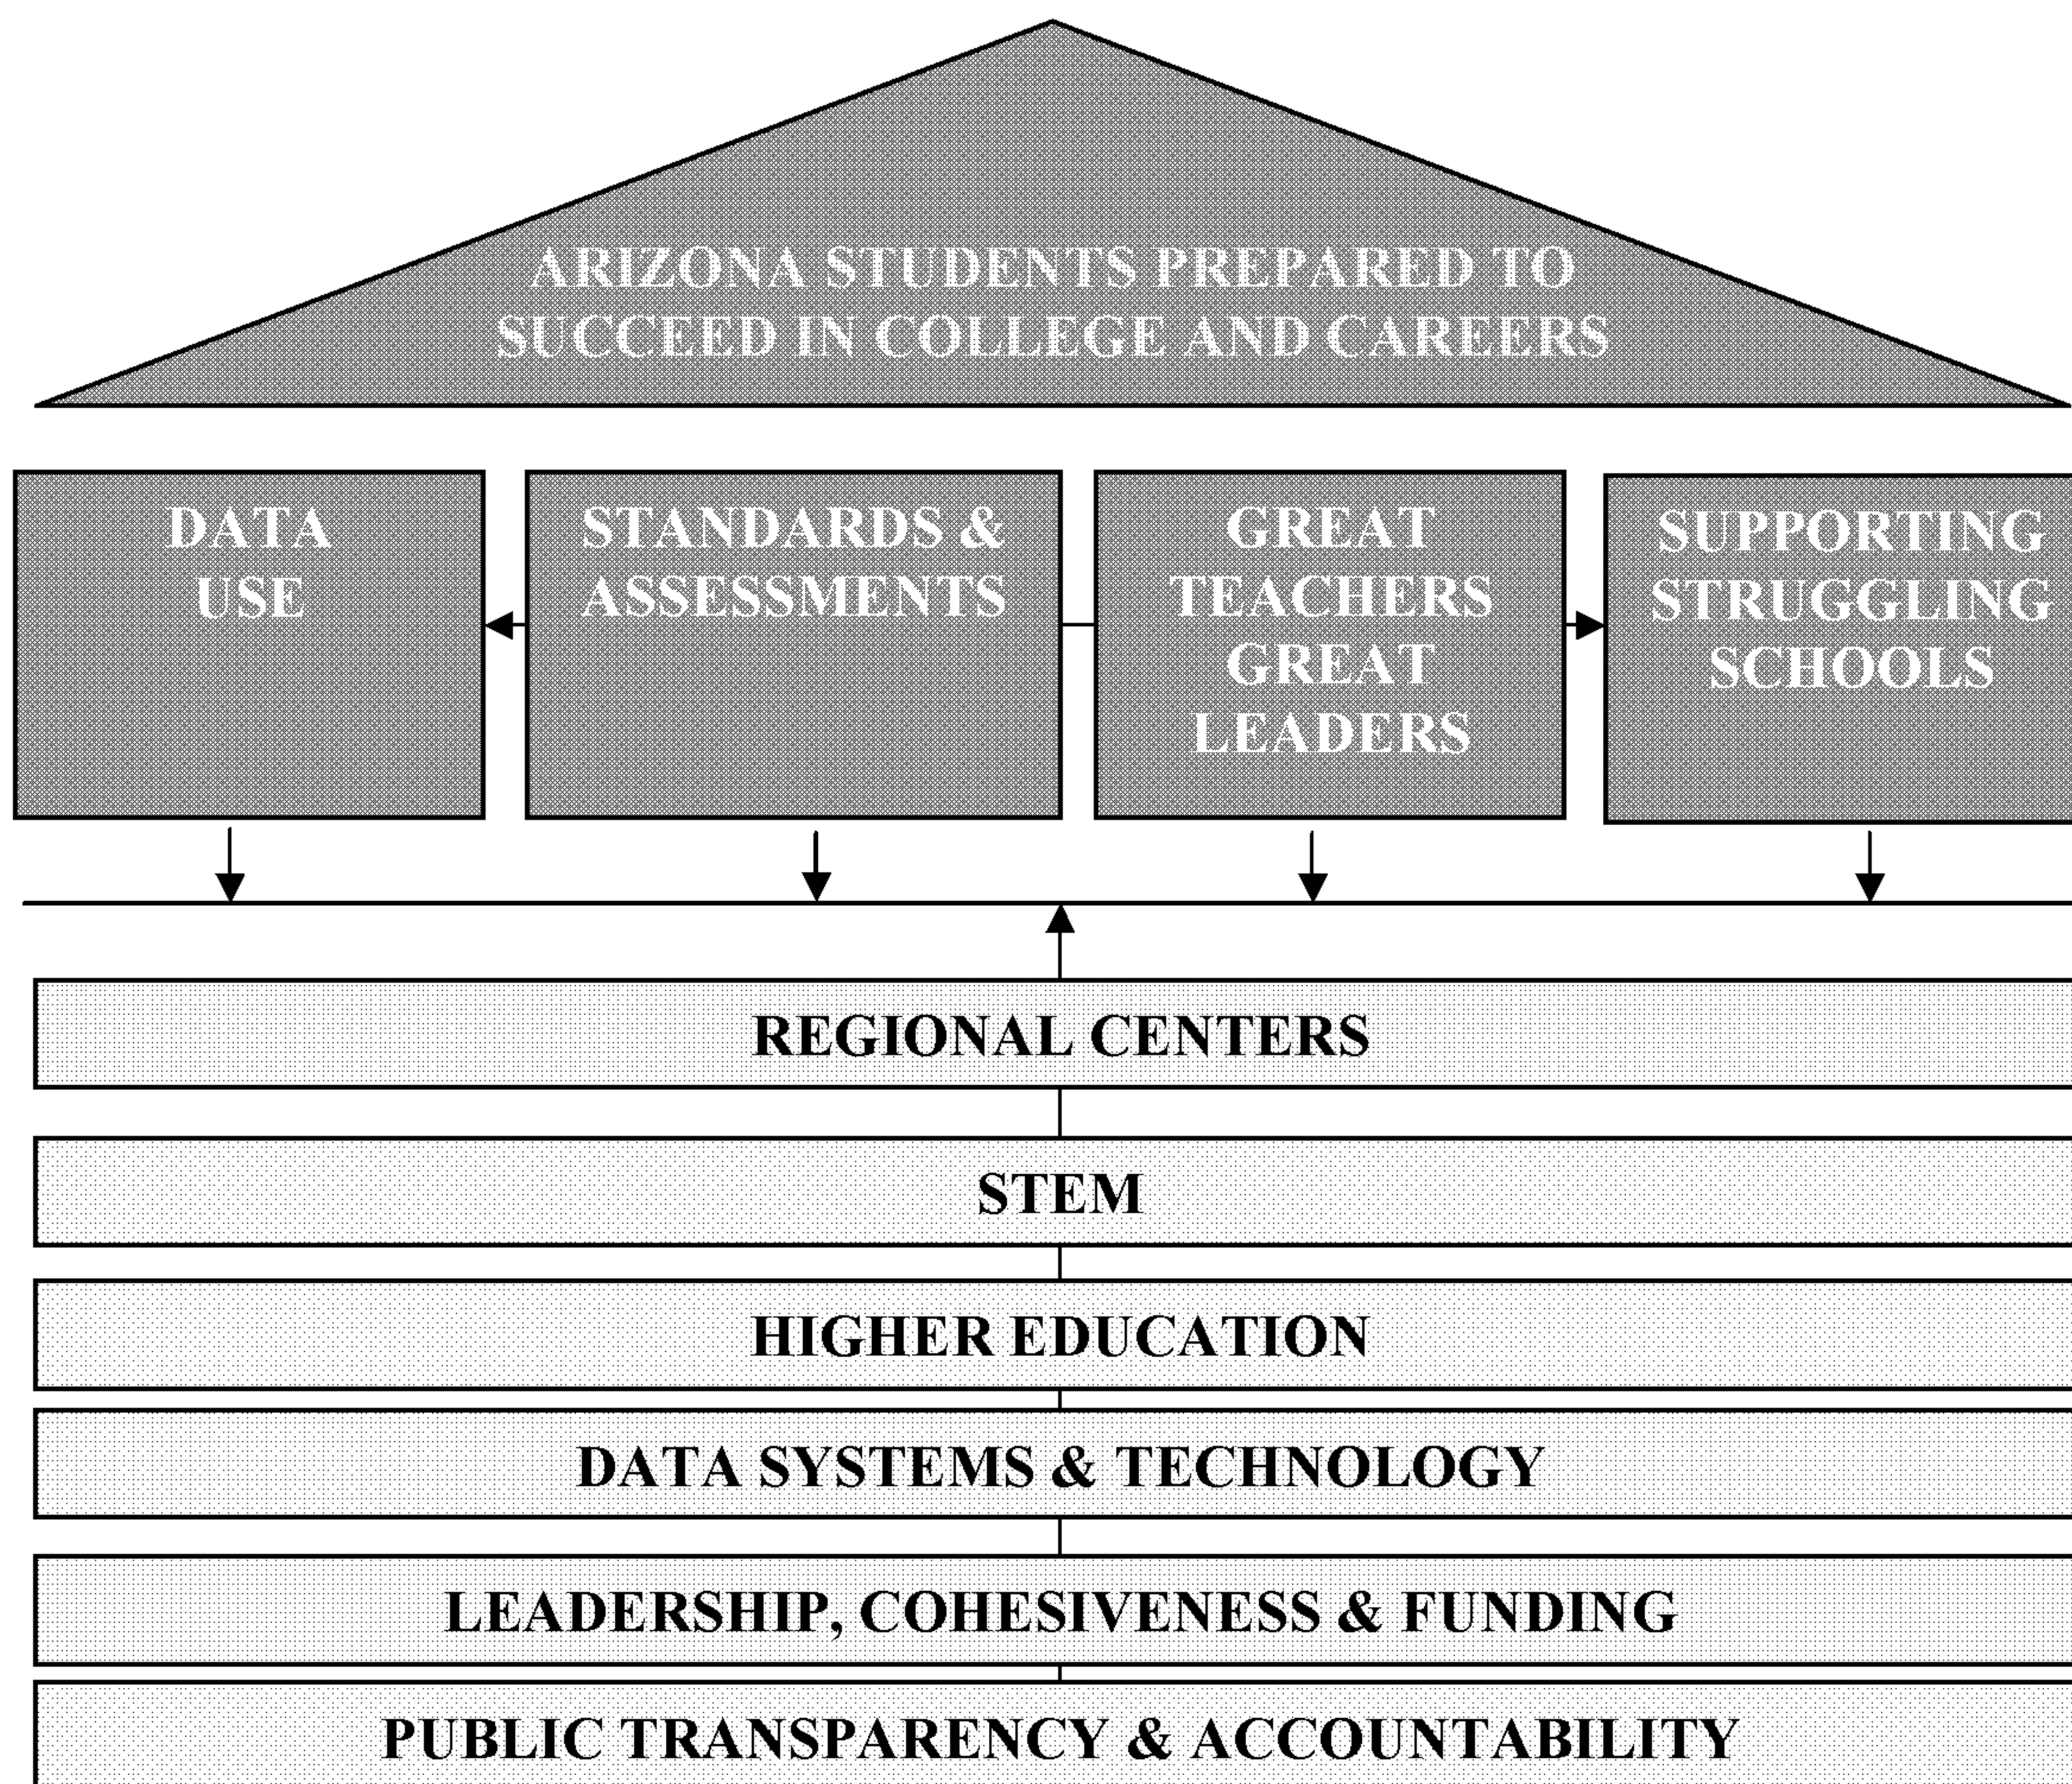 ARIZONA STUDENTS PREPARED TO
SUCCEED IN COLLEGE AND CAREERS
DATA
USE
STANDARDS &
ASSESSMENTS
GREAT
TEACHERS
GREAT
LEADERS
SUPPORTING
STRUGGLING
SCHOOLS
REGIONAL CENTERS
STEM
HIGHER EDUCATION
DATA SYSTEMS & TECHNOLOGY
LEADERSHIP, COHESIVENESS & FUNDING
PUBLIC TRANSPARENCY & ACCOUNTABILITY